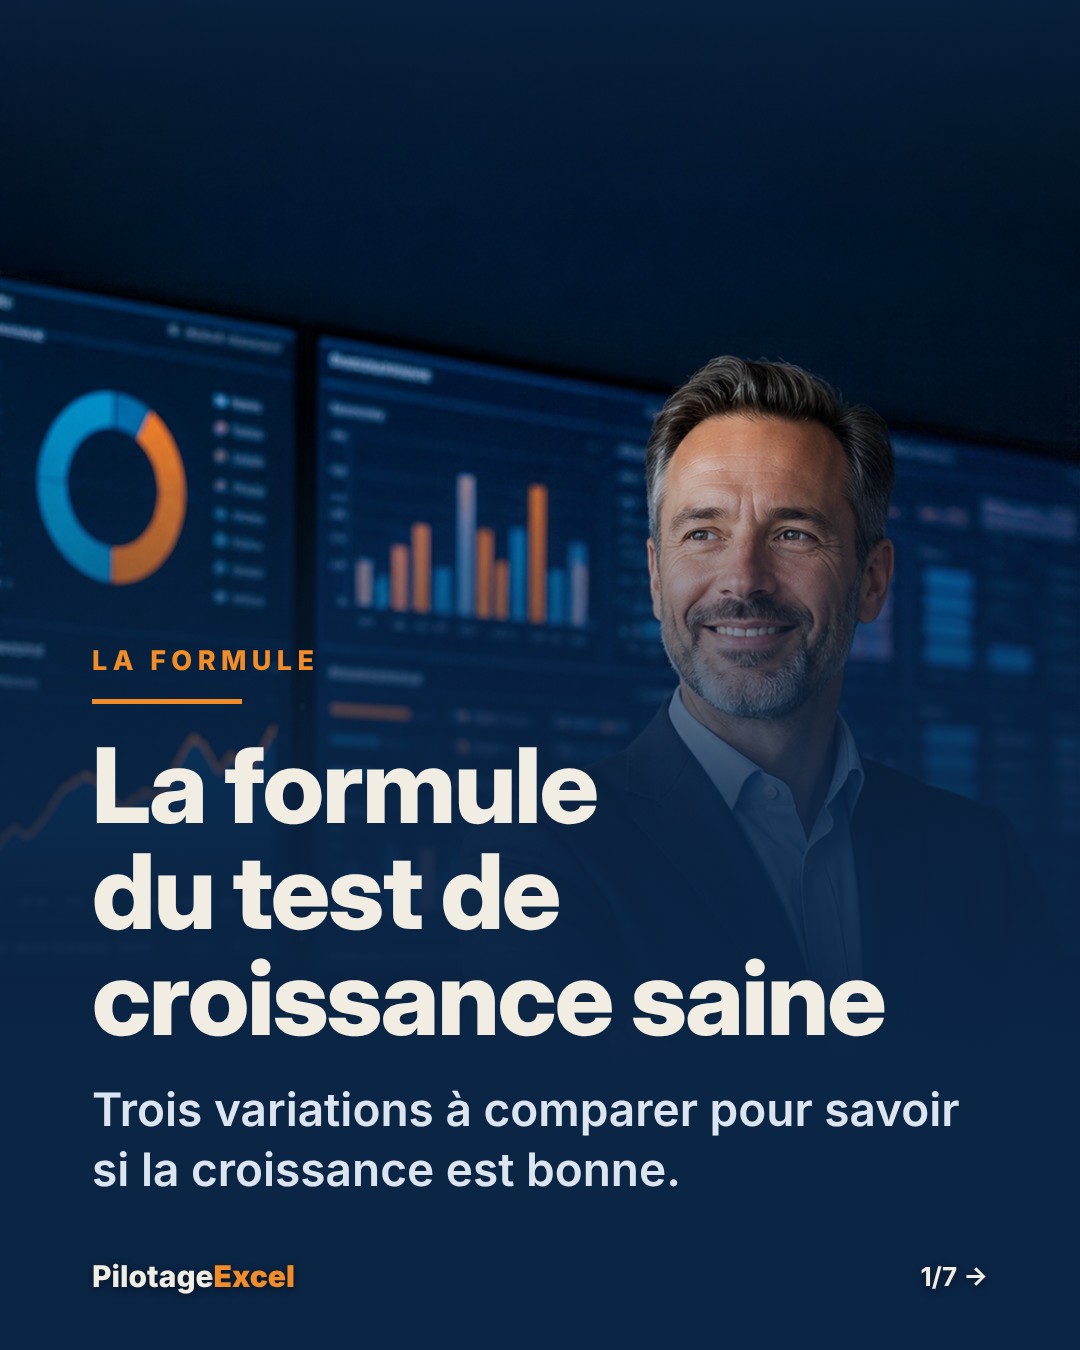 LA FORMULE
La formule
du test de
croissance saine
Trois variations à comparer pour savoir
si la croissance est bonne.
PilotageExcel
1/7 →